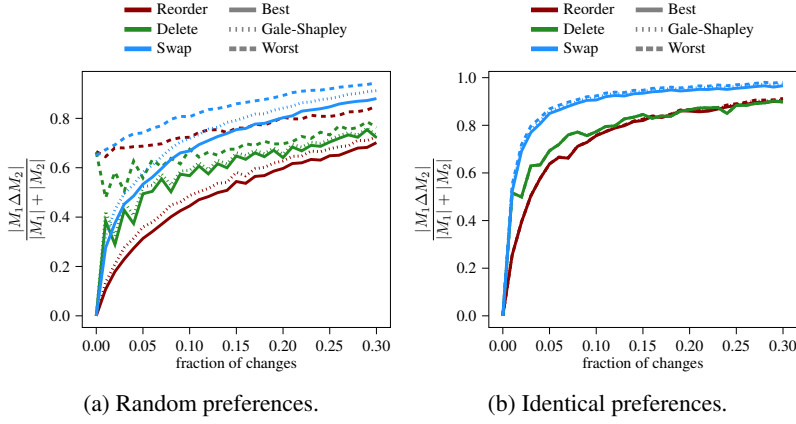 Reorder Best
Delete Gale-Shapley
Swap Worst
0.8
0.6
0.4
0.2
0.0
|M₁ΔM₂|
|M₁| + |M₂|
0.00 0.05 0.10 0.15 0.20 0.25 0.30
fraction of changes
(a) Random preferences.
Reorder Best
Delete Gale-Shapley
Swap Worst
1.0
0.8
0.6
0.4
0.2
0.0
|M₁ΔM₂|
|M₁| + |M₂|
0.00 0.05 0.10 0.15 0.20 0.25 0.30
fraction of changes
(b) Identical preferences.